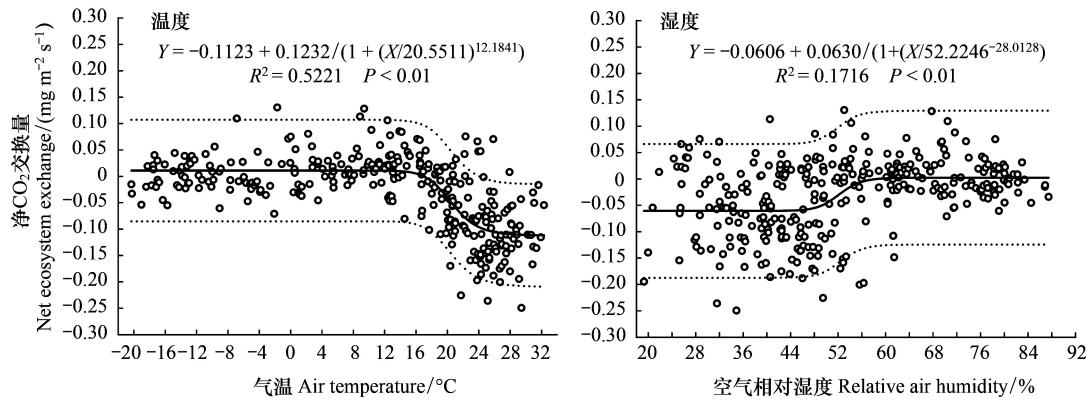 温度
Y = −0.1123 + 0.1232/(1 + (X/20.5511)^12.1841)
R² = 0.5221 P < 0.01
净CO₂交换量
Net ecosystem exchange/(mg m⁻² s⁻¹)
0.30
0.25
0.20
0.15
0.10
0.05
0
−0.05
−0.10
−0.15
−0.20
−0.25
−0.30
−20 −16 −12 −8 −4 0 4 8 12 16 20 24 28 32
气温 Air temperature/°C
湿度
Y = −0.0606 + 0.0630/(1+(X/52.2246^−28.0128)
R² = 0.1716 P < 0.01
0.30
0.25
0.20
0.15
0.10
0.05
0
−0.05
−0.10
−0.15
−0.20
−0.25
−0.30
20 28 36 44 52 60 68 76 84 92
空气相对湿度 Relative air humidity/%